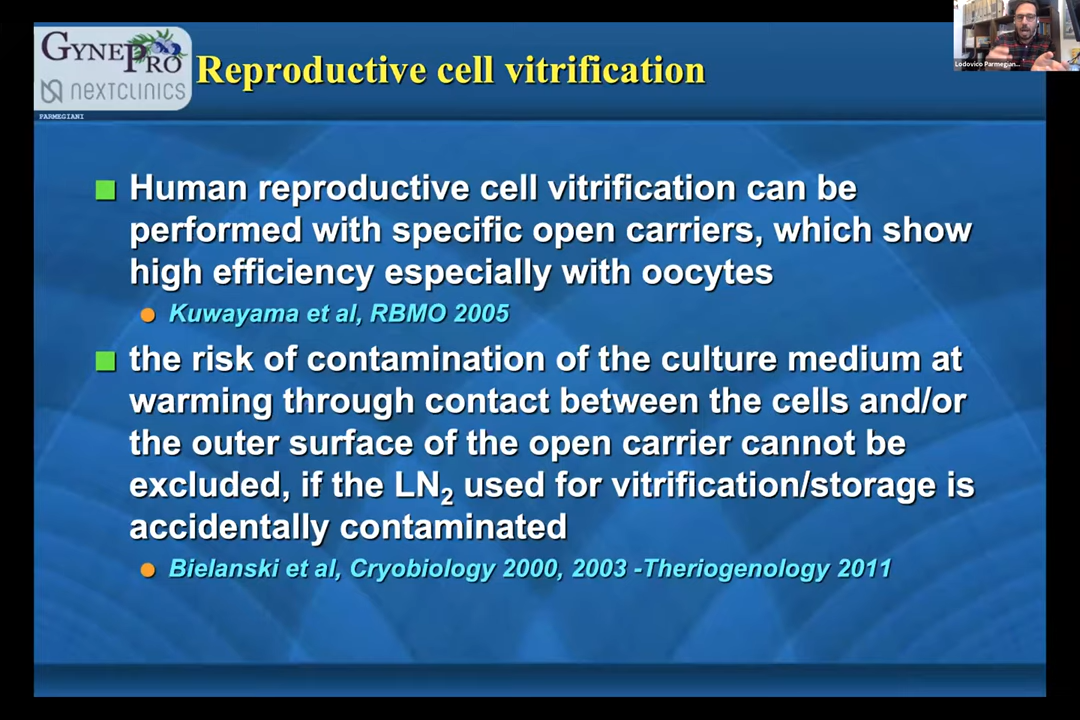 GYNEPRO
NEXTCLINICS
PARMEGIANI
Reproductive cell vitrification
Lodovico Parmegian...
Human reproductive cell vitrification can be
performed with specific open carriers, which show
high efficiency especially with oocytes
Kuwayama et al, RBMO 2005
the risk of contamination of the culture medium at
warming through contact between the cells and/or
the outer surface of the open carrier cannot be
excluded, if the LN₂ used for vitrification/storage is
accidentally contaminated
Bielanski et al, Cryobiology 2000, 2003 -Theriogenology 2011